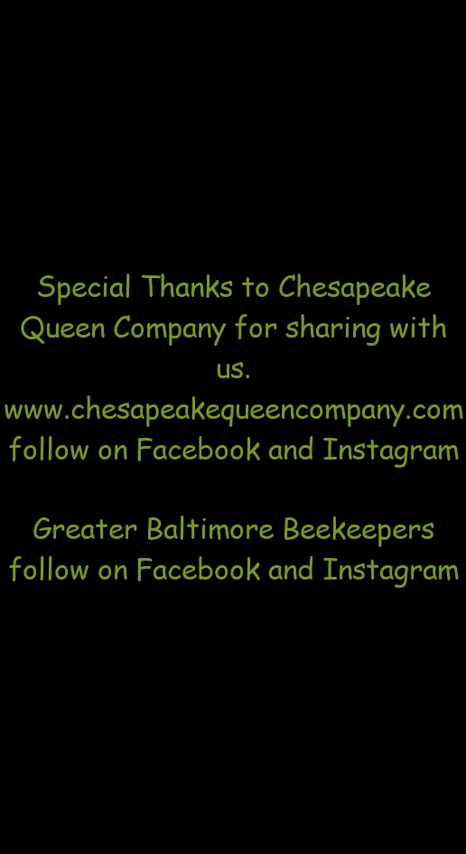 Special Thanks to Chesapeake
Queen Company for sharing with
us.
www.chesapeakequeencompany.com
follow on Facebook and Instagram
Greater Baltimore Beekeepers
follow on Facebook and Instagram